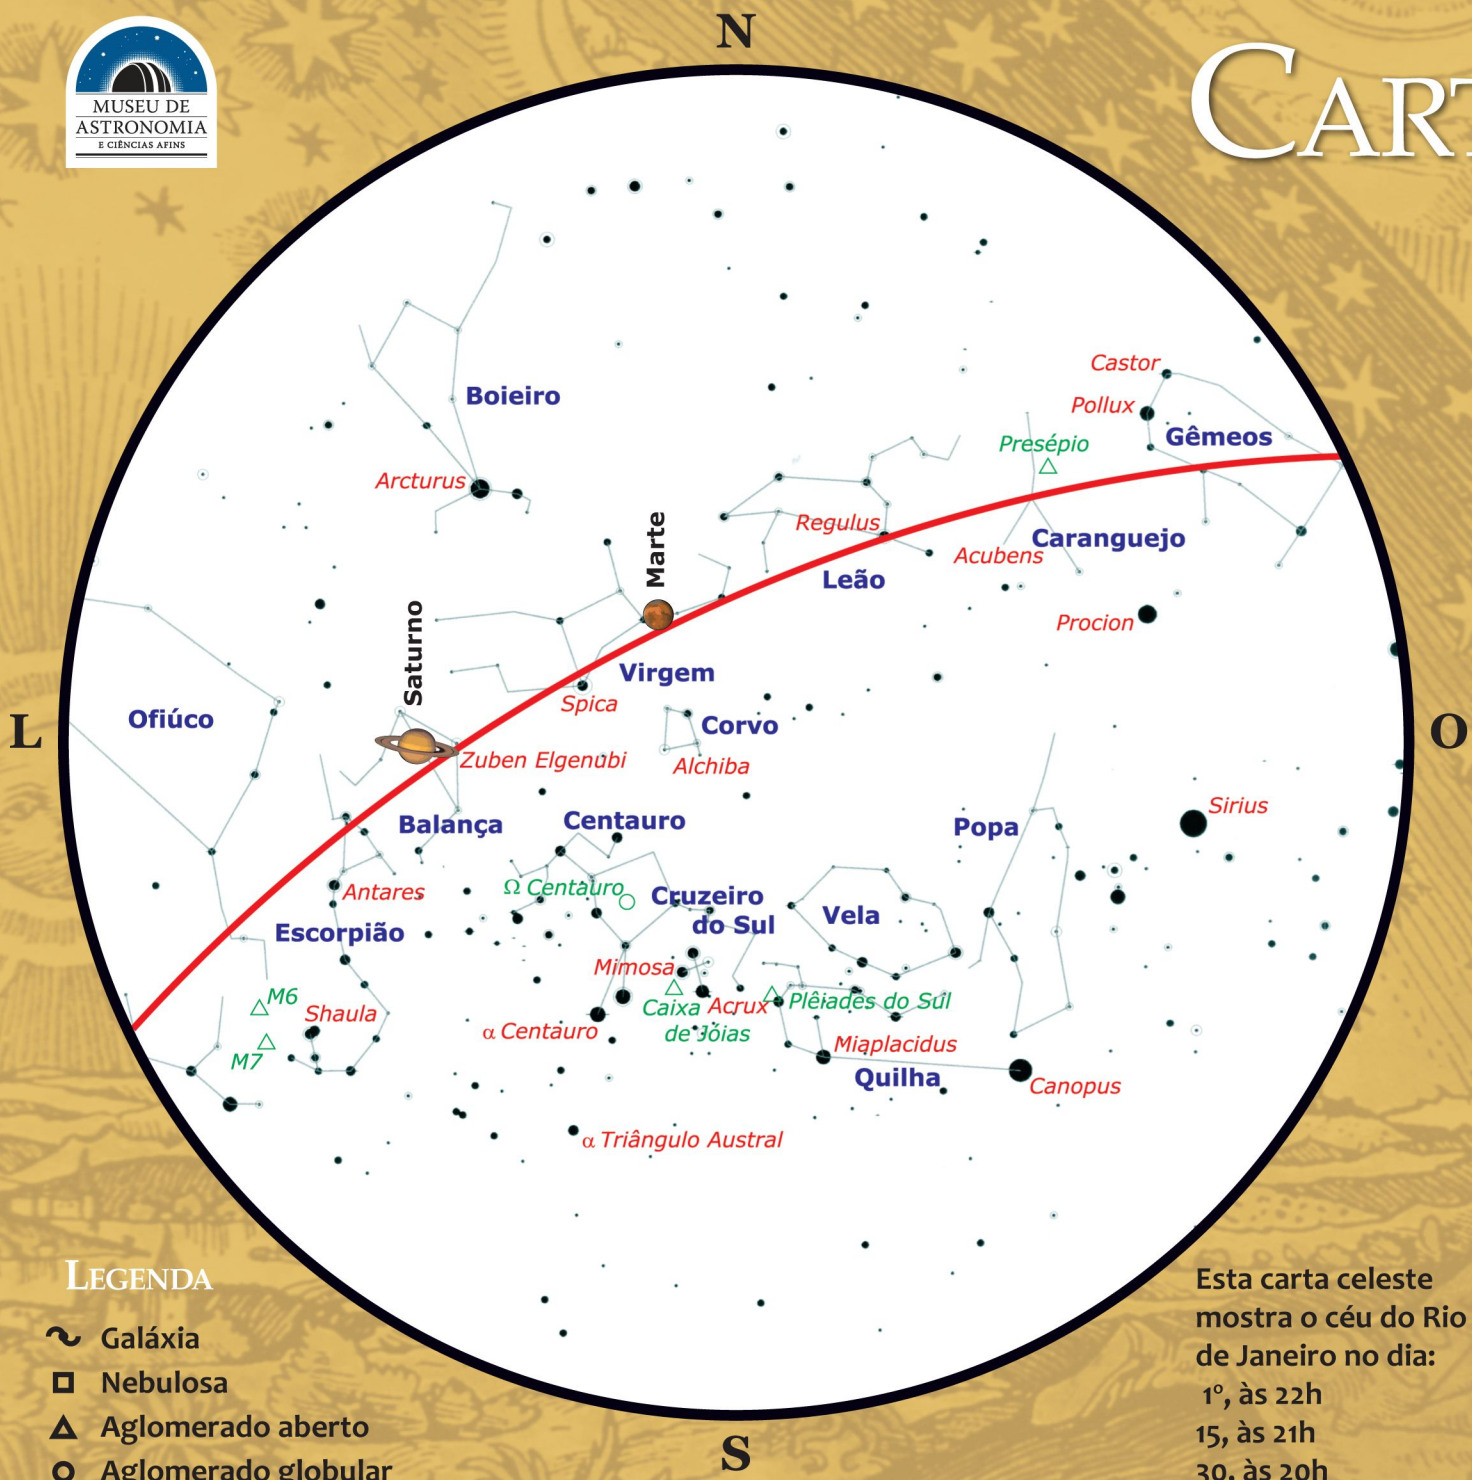 N
MUSEU DE
ASTRONOMIA
E CIÊNCIAS AFINS
CART
Castor
Pollux
Gêmeos
Presépio
Boieiro
Arcturus
Marte
Regulus
Acubens
Caranguejo
Leão
Procion
Saturno
Virgem
Spica
Ofiúco
Corvo
L
O
Zuben Elgenubi
Alchiba
Sirius
Balança
Centauro
Popa
Antares
Ω Centauro
Cruzeiro
do Sul
Vela
Escorpião
Mimosa
M6
Shaula
Caixa
de Jóias
Acrux
Plêiades do Sul
α Centauro
M7
Miaplacidus
Quilha
Canopus
α Triângulo Austral
LEGENDA
Galáxia
Nebulosa
Aglomerado aberto
Aglomerado globular
S
Esta carta celeste
mostra o céu do Rio
de Janeiro no dia:
1º, às 22h
15, às 21h
30, às 20h